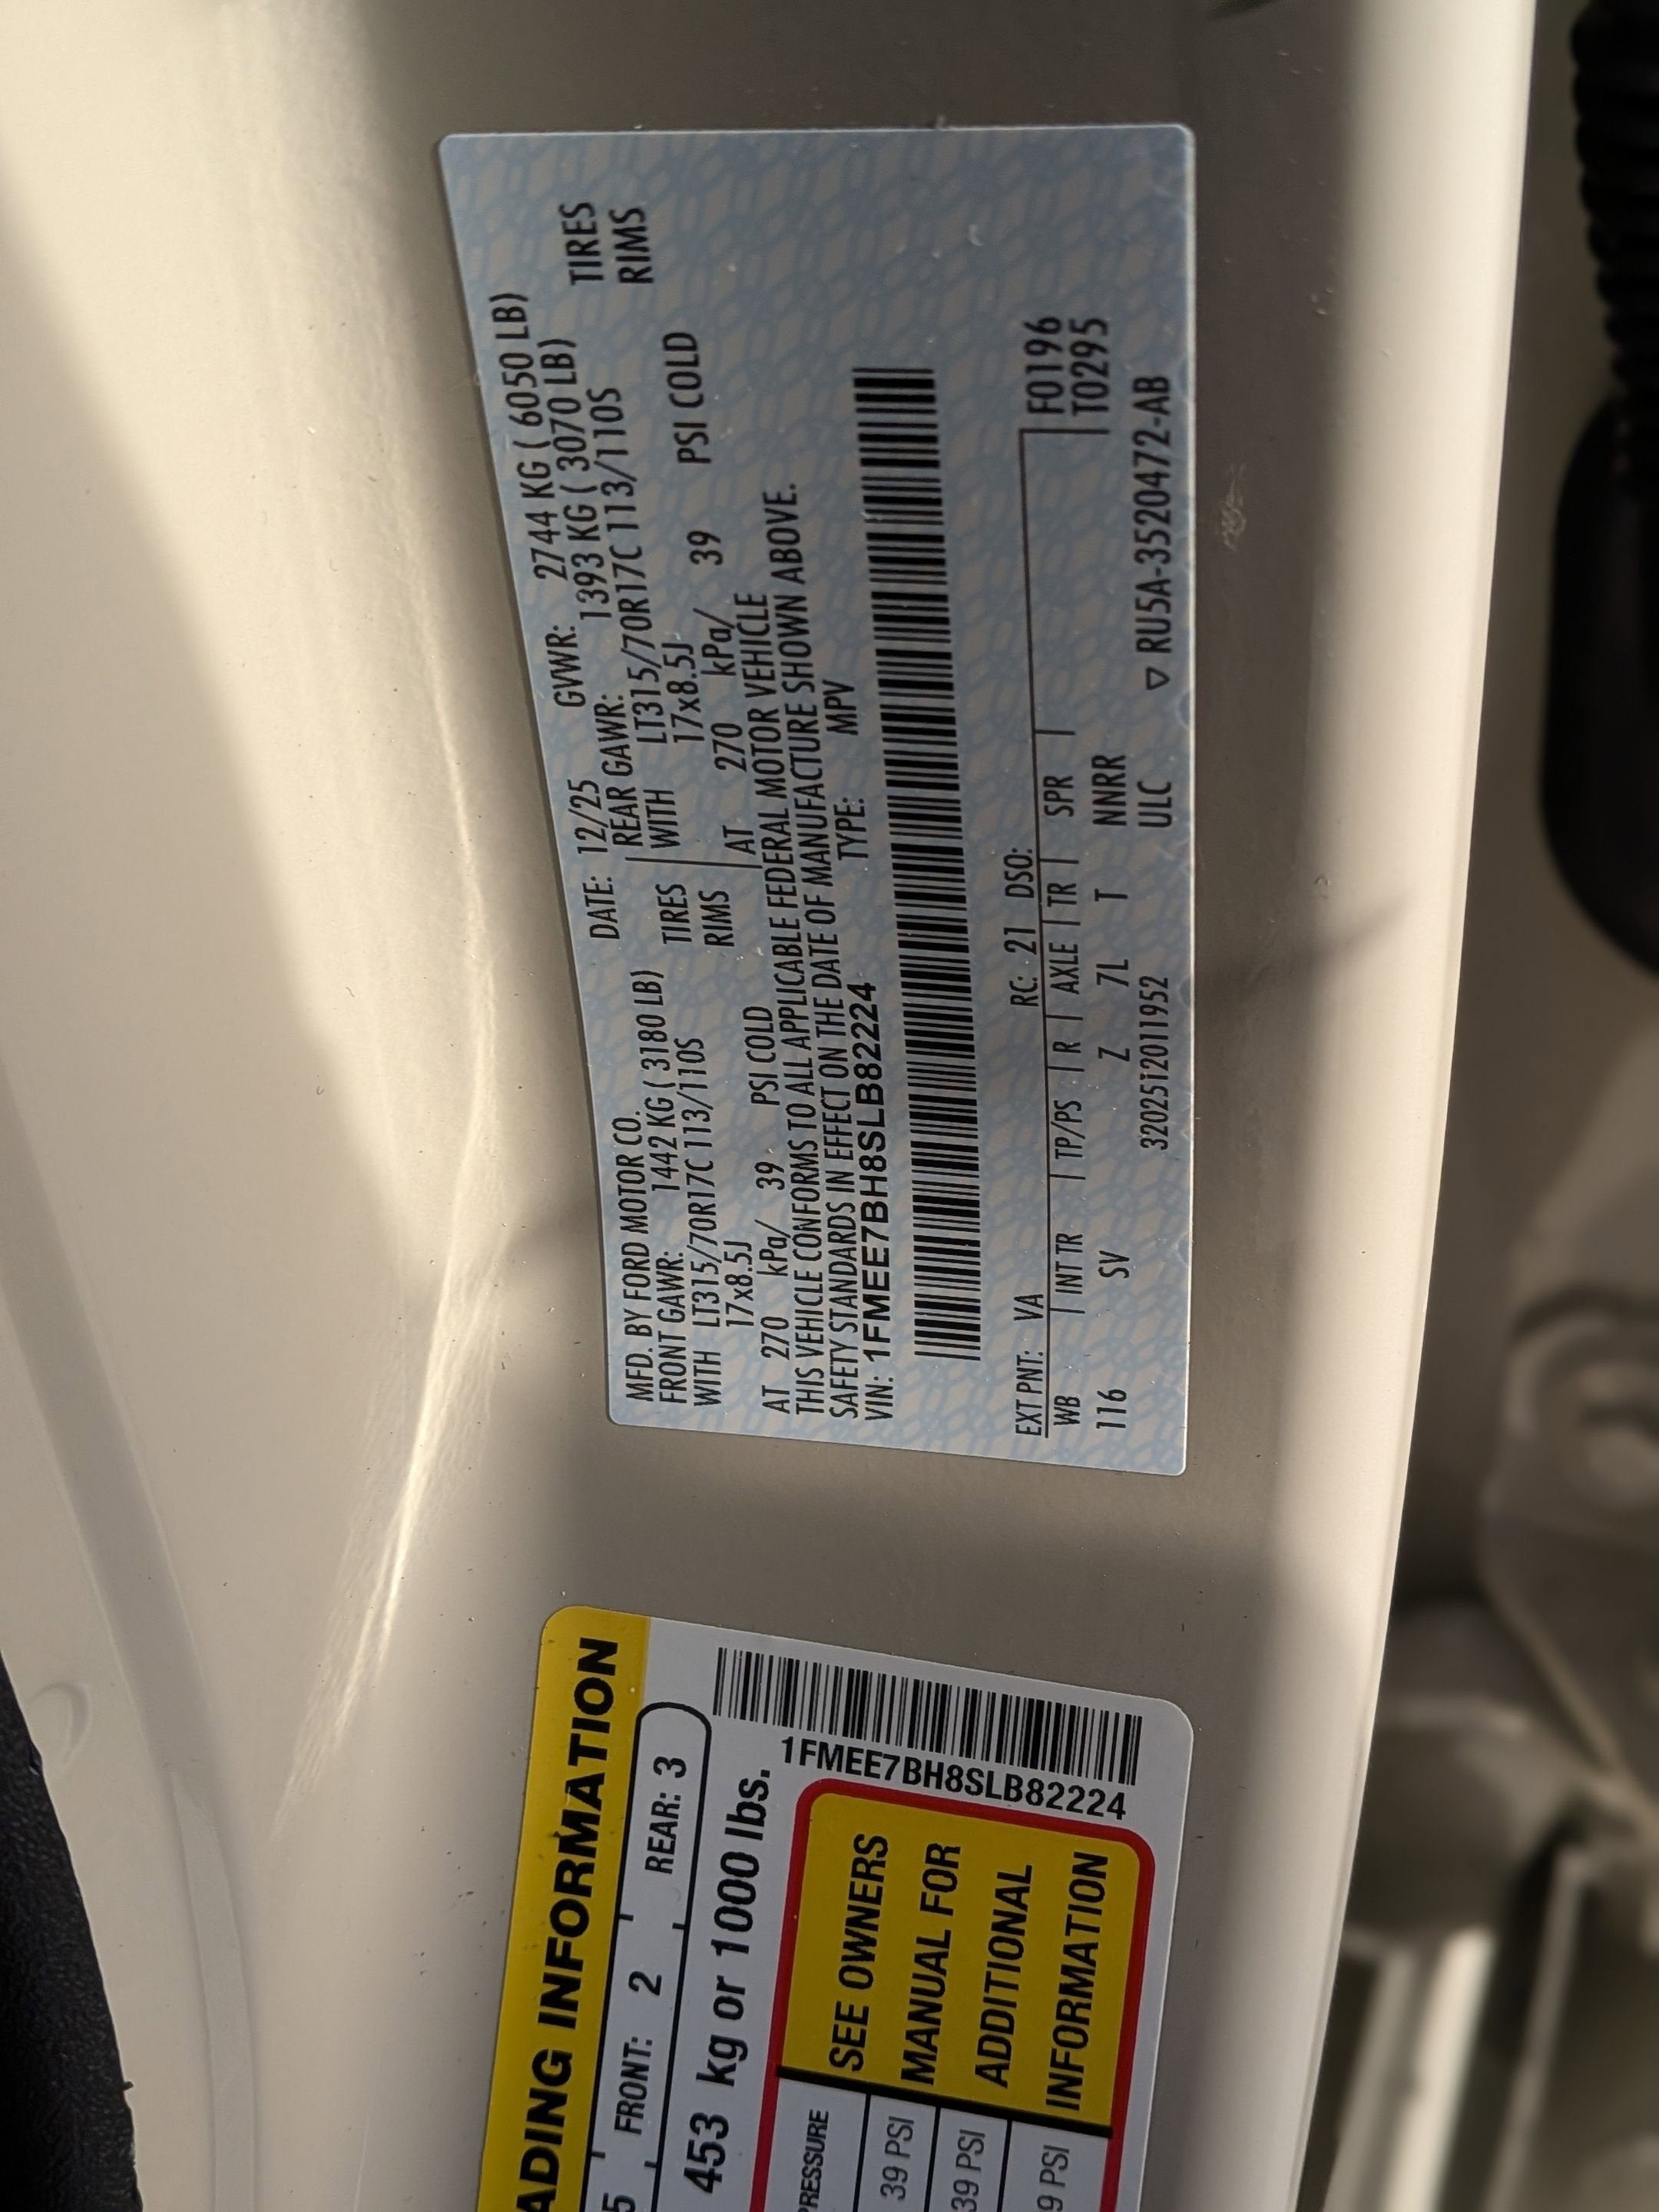 MFD. BY FORD MOTOR CO. DATE: 12/25 GVWR: 2744 KG ( 6050 LB)
FRONT GAWR: 1442 KG ( 3180 LB) REAR GAWR: 1393 KG ( 3070 LB)
WITH LT315/70R17C 113/110S TIRES WITH LT315/70R17C 113/110S TIRES
17x8.5J RIMS 17x8.5J RIMS
AT 270 kPa/ 39 PSI COLD AT 270 kPa/ 39 PSI COLD
THIS VEHICLE CONFORMS TO ALL APPLICABLE FEDERAL MOTOR VEHICLE
SAFETY STANDARDS IN EFFECT ON THE DATE OF MANUFACTURE SHOWN ABOVE.
VIN: 1FMEE7BH8SLB82224 TYPE: MPV
EXT PNT: VA RC: 21 DSO: F0196
WB INT TR TP/PS R AXLE TR SPR T0295
116 SV Z 7L T NNRR
32025i2011952 ULC ▽ RU5A-3520472-AB
ADING INFORMATION
5 FRONT: 2 REAR: 3
453 kg or 1000 lbs.
1FMEE7BH8SLB82224
RESSURE
39 PSI
39 PSI
9 PSI
SEE OWNERS
MANUAL FOR
ADDITIONAL
INFORMATION